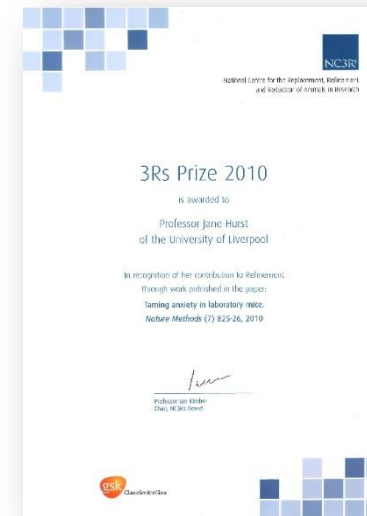 NC3Rs
National Centre for the Replacement, Refinement
and Reduction of Animals in Research
3Rs Prize 2010
is awarded to
Professor Jane Hurst
of the University of Liverpool
In recognition of her contribution to Refinement
through work published in the paper:
Taming anxiety in laboratory mice.
Nature Methods (7) 825-26, 2010
Professor Ian Kimber
Chair, NC3Rs Board
gsk GlaxoSmithKline